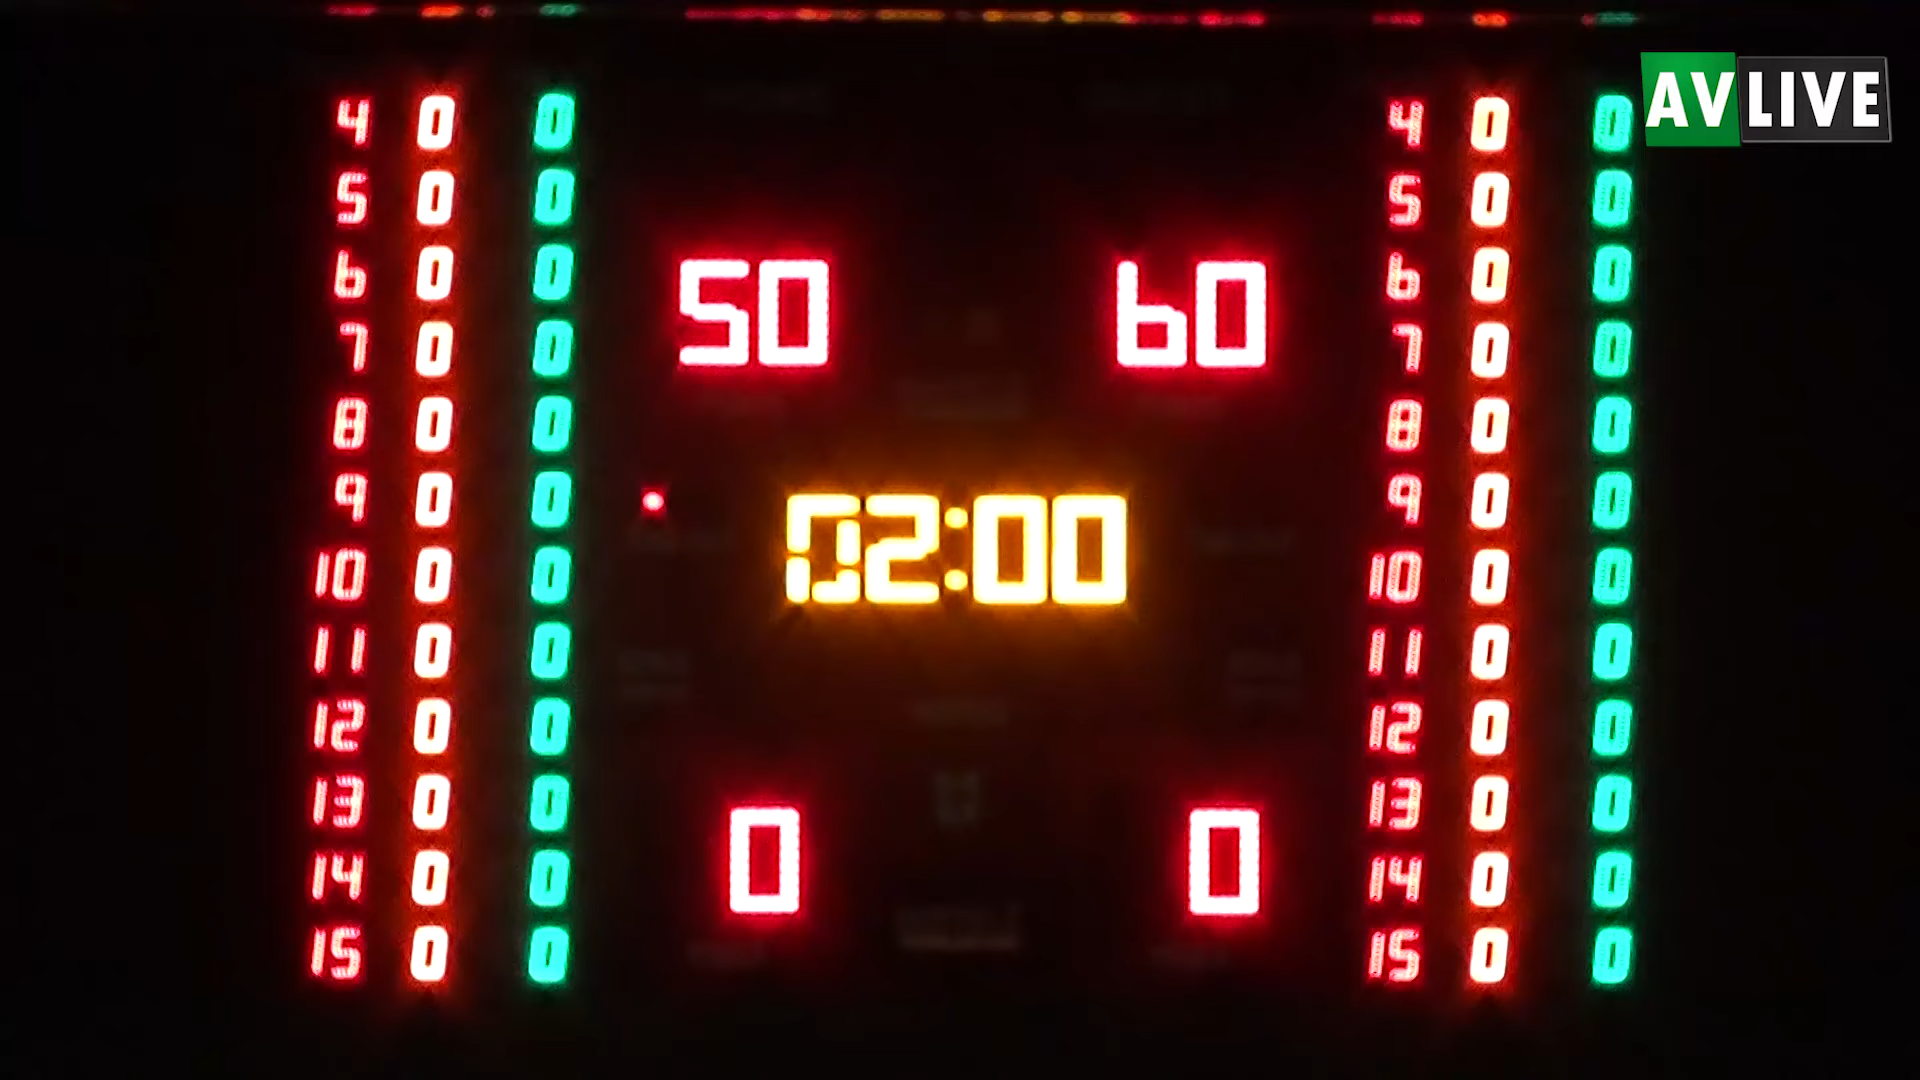 AVLIVE
4 0 0 4 0 0
5 0 0 5 0 0
6 0 0 50 60 6 0 0
7 0 0 7 0 0
8 0 0 8 0 0
9 0 0 9 0 0
02:00
10 0 0 10 0 0
11 0 0 11 0 0
12 0 0 12 0 0
13 0 0 13 0 0
14 0 0 0 0 14 0 0
15 0 0 15 0 0